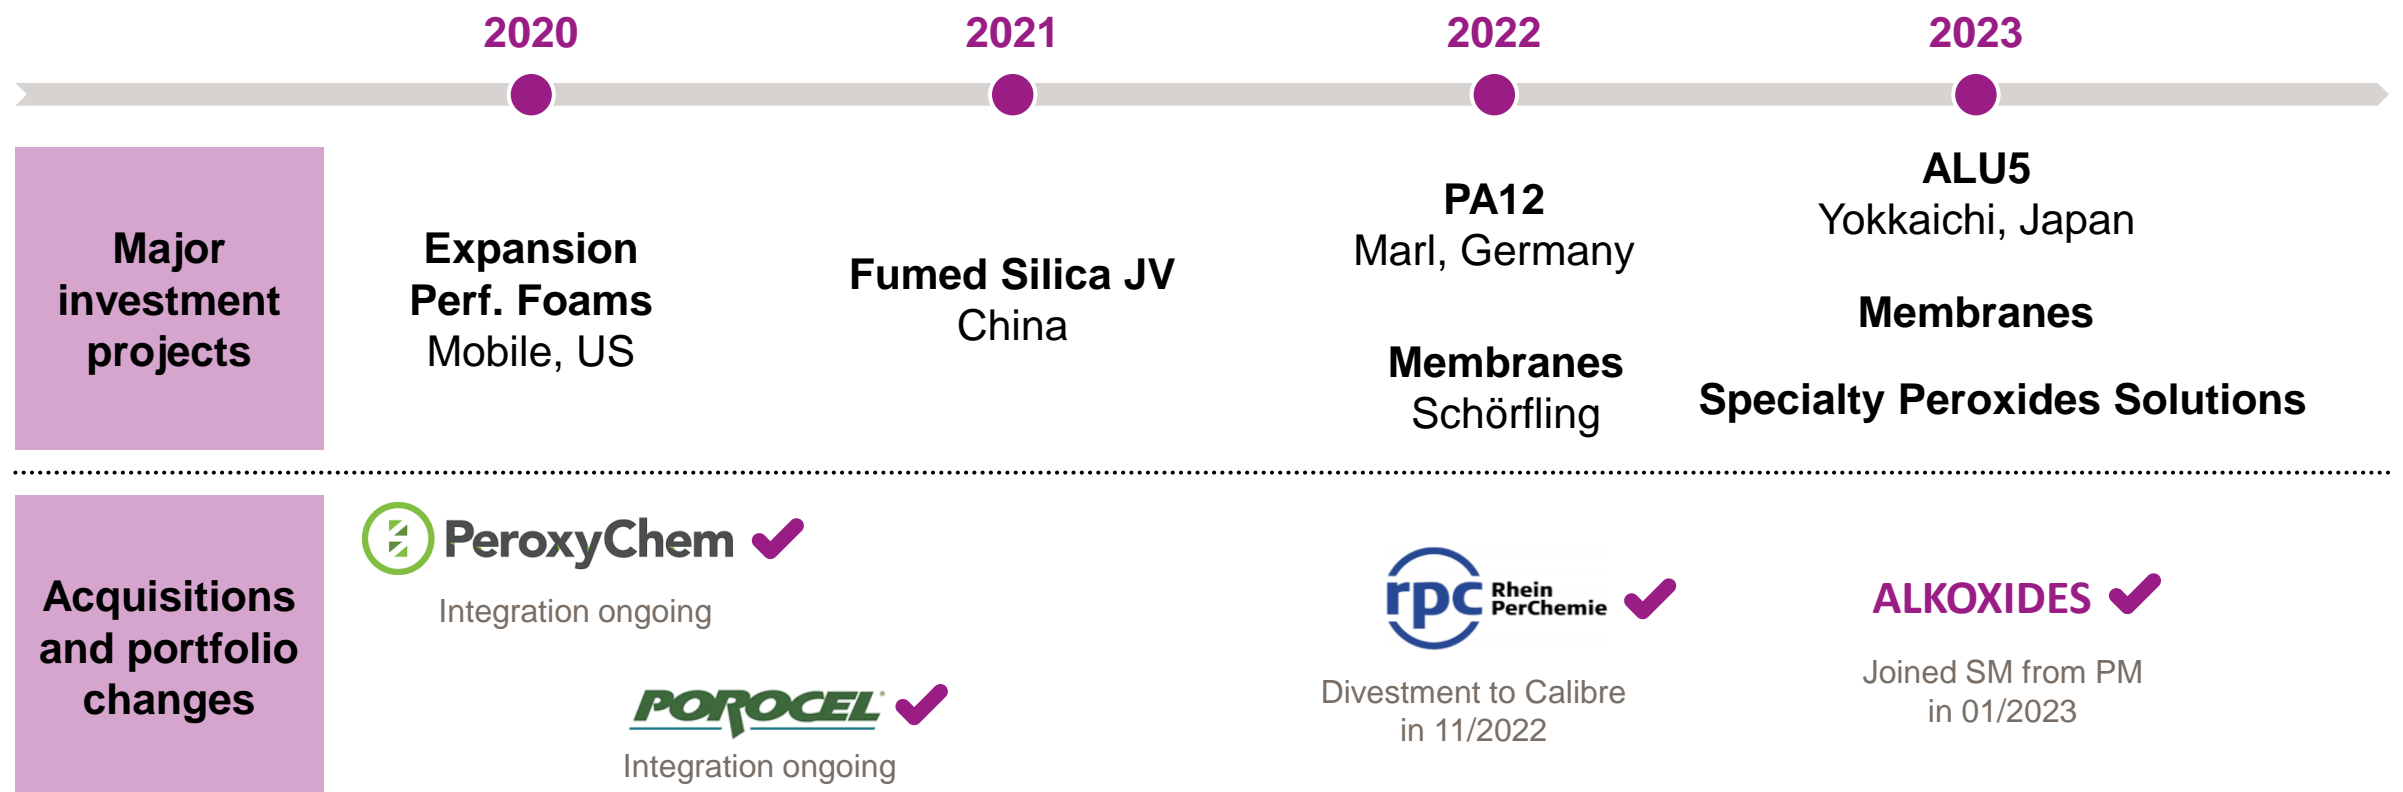 2020
2021
2022
2023
Major
investment
projects
Expansion
Perf. Foams
Mobile, US
Fumed Silica JV
China
PA12
Marl, Germany
Membranes
Schörfling
ALU5
Yokkaichi, Japan
Membranes
Specialty Peroxides Solutions
Acquisitions
and portfolio
changes
PeroxyChem
Integration ongoing
POROCEL
Integration ongoing
rpc Rhein
PerChemie
Divestment to Calibre
in 11/2022
ALKOXIDES
Joined SM from PM
in 01/2023